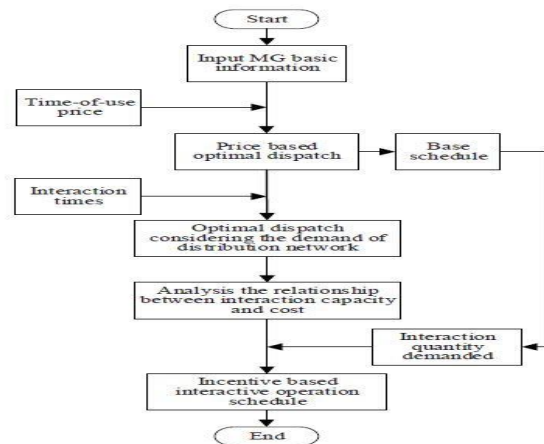 Start
Input MG basic
information
Time-of-use
price
Price based
optimal dispatch
Base
schedule
Interaction
times
Optimal dispatch
considering the demand of
distribution network
Analysis the relationship
between interaction capacity
and cost
Interaction
quantity
demanded
Incentive based
interactive operation
schedule
End